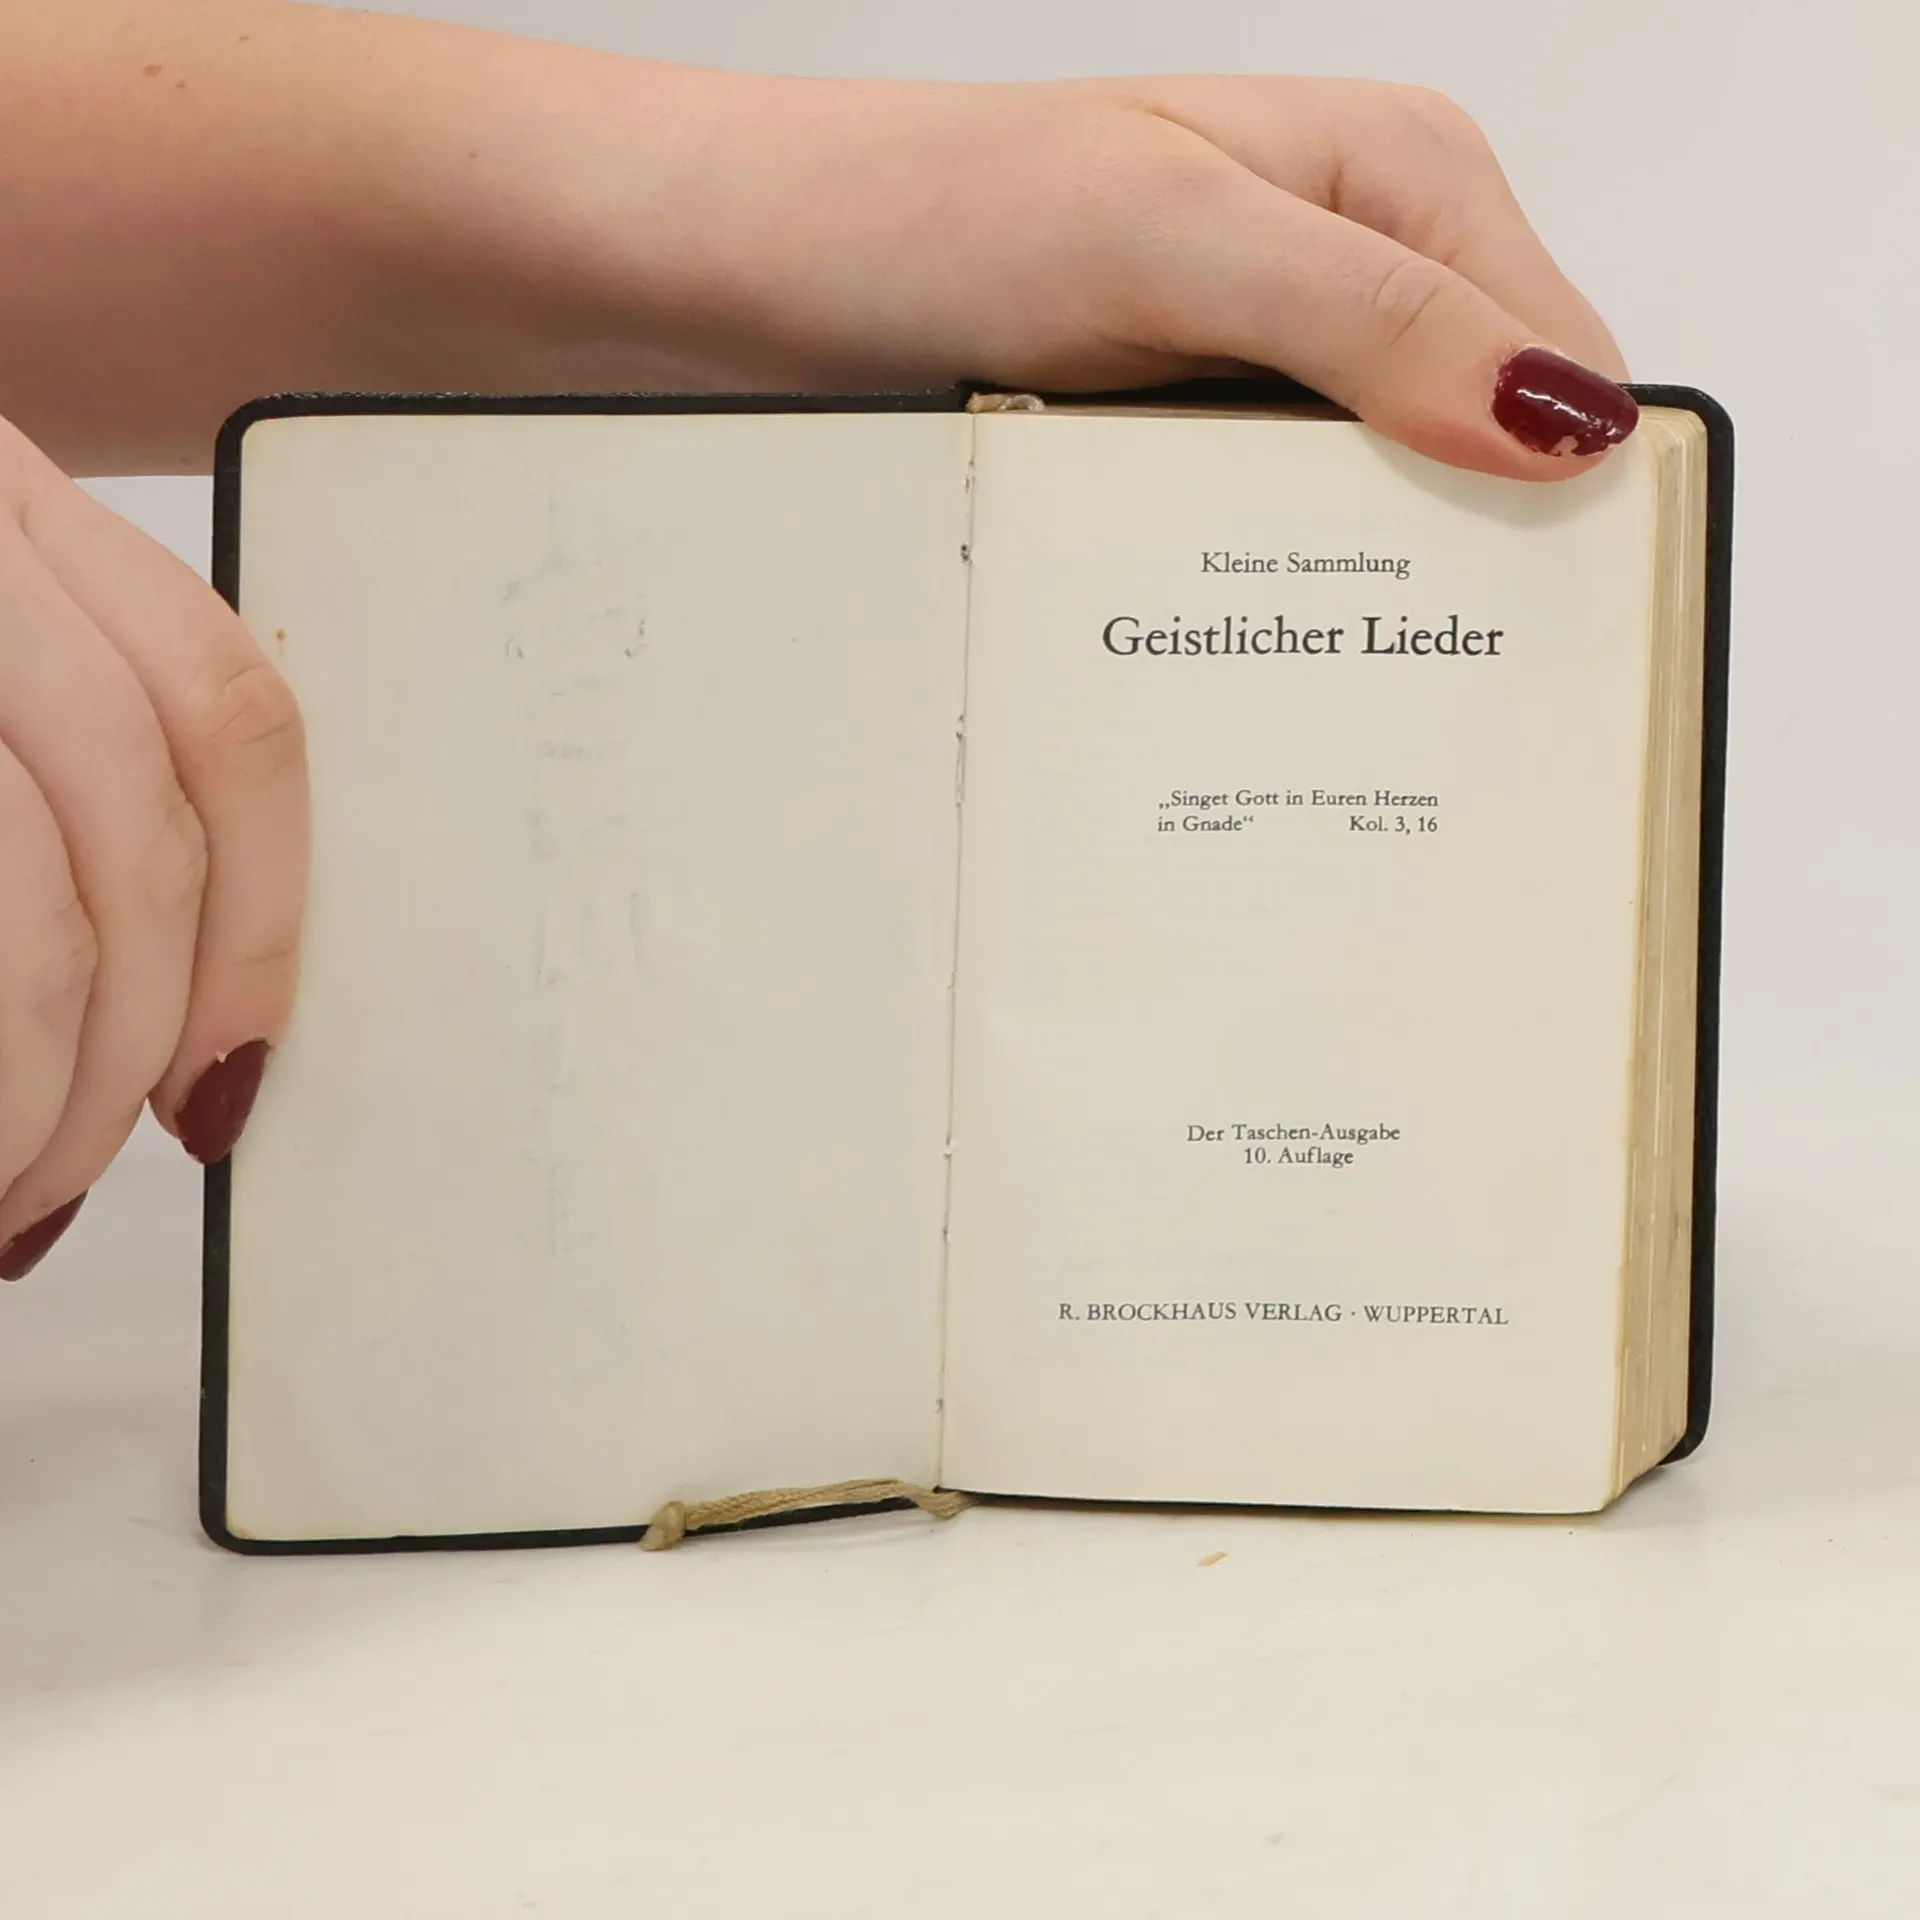 Kleine Sammlung
Geistlicher Lieder
„Singet Gott in Euren Herzen
in Gnade“ Kol. 3, 16
Der Taschen-Ausgabe
10. Auflage
R. BROCKHAUS VERLAG · WUPPERTAL